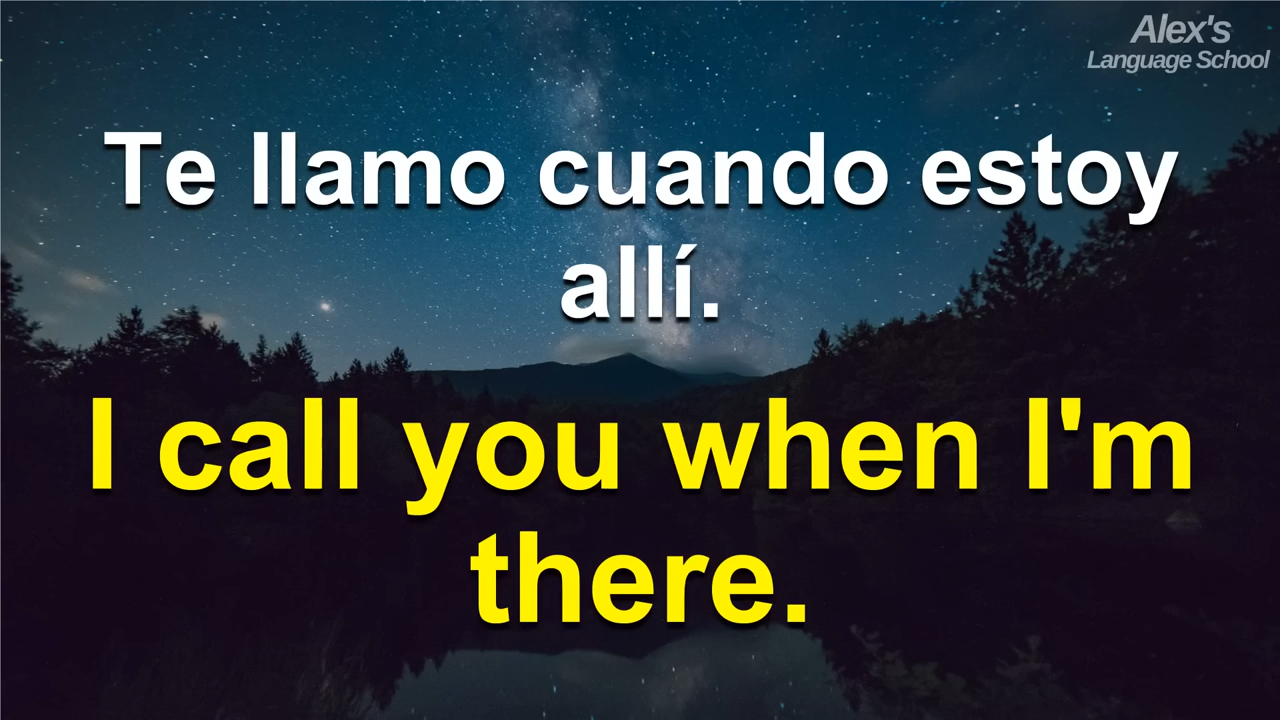 Alex's
Language School
Te llamo cuando estoy
allí.
I call you when I'm
there.